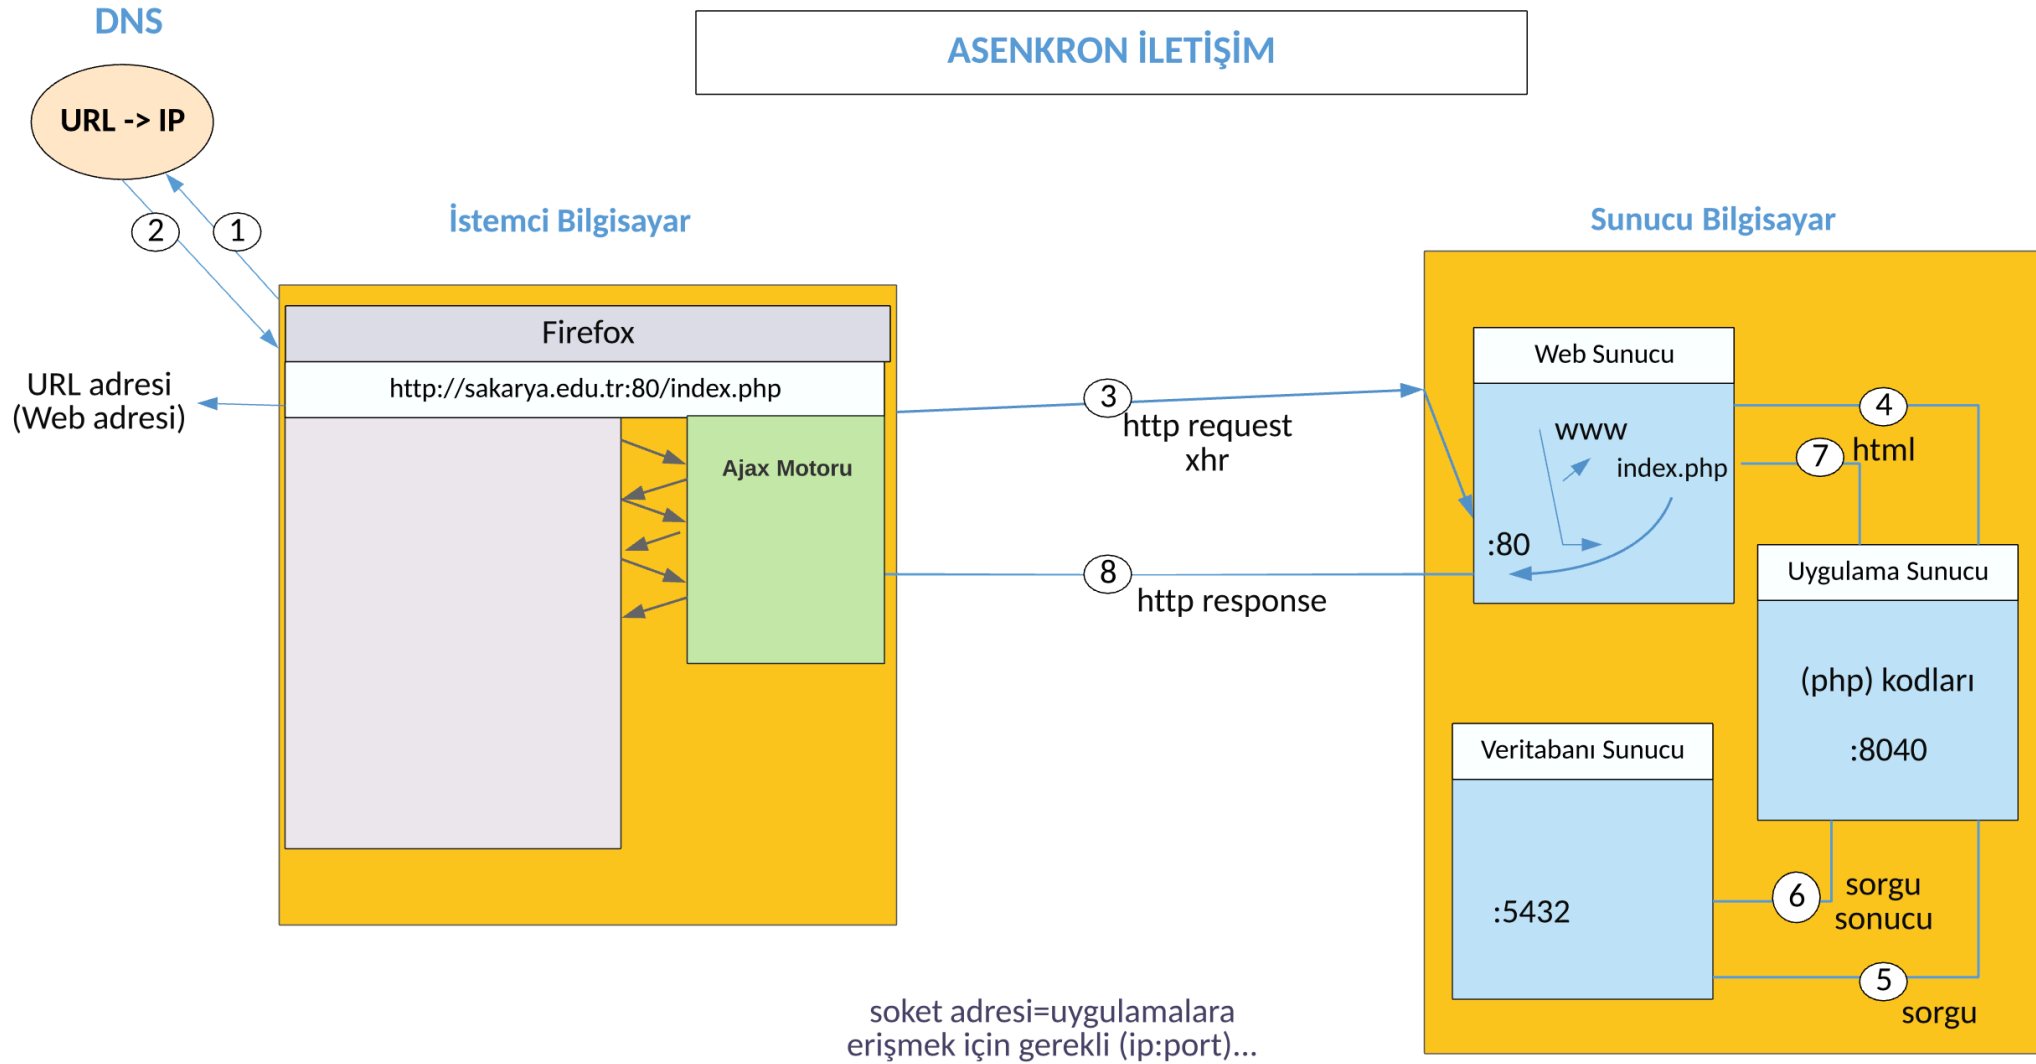 DNS
ASENKRON İLETİŞİM
URL -> IP
2
1
İstemci Bilgisayar
Sunucu Bilgisayar
Firefox
http://sakarya.edu.tr:80/index.php
URL adresi
(Web adresi)
Ajax Motoru
3
http request
xhr
8
http response
Web Sunucu
www
index.php
:80
4
7
html
Uygulama Sunucu
(php) kodları
:8040
Veritabanı Sunucu
:5432
6
sorgu
sonucu
5
sorgu
soket adresi=uygulamalara
erişmek için gerekli (ip:port)...